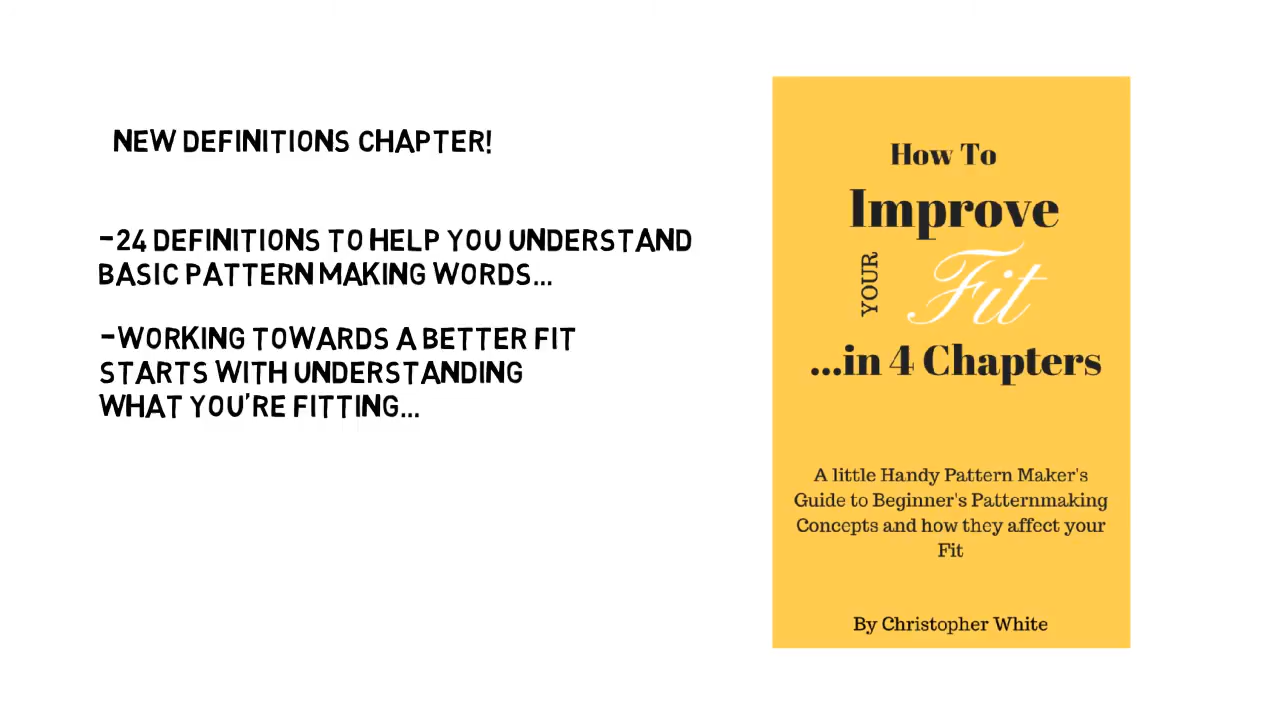 NEW DEFINITIONS CHAPTER!
-24 DEFINITIONS TO HELP YOU UNDERSTAND
BASIC PATTERN MAKING WORDS...
-WORKING TOWARDS A BETTER FIT
STARTS WITH UNDERSTANDING
WHAT YOU'RE FITTING...
How To
Improve
YOUR
Fit
...in 4 Chapters
A little Handy Pattern Maker's
Guide to Beginner's Patternmaking
Concepts and how they affect your
Fit
By Christopher White